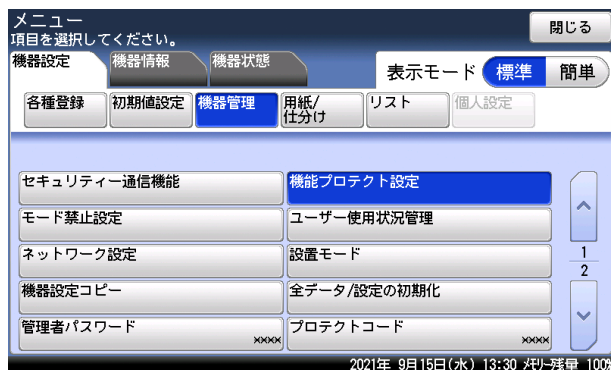 メニュー
閉じる
項目を選択してください。
機器設定 機器情報 機器状態
表示モード 標準 簡単
各種登録 初期値設定 機器管理 用紙/
仕分け リスト 個人設定
セキュリティー通信機能 機能プロテクト設定
モード禁止設定 ユーザー使用状況管理
ネットワーク設定 設置モード
1
2
機器設定コピー 全データ/設定の初期化
管理者パスワード ××××
プロテクトコード ××××
2021年 9月15日(水) 13:30 メモリー残量 100%